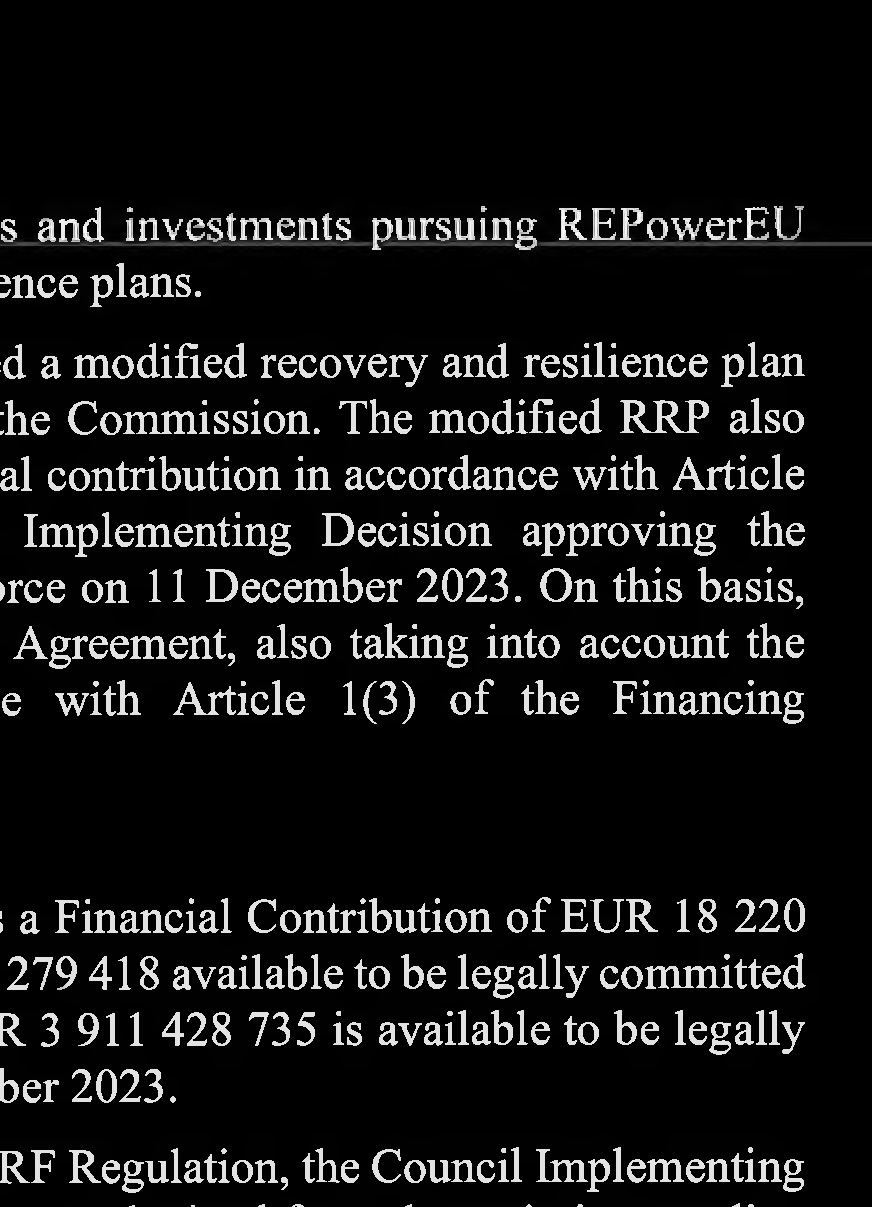 s and investments pursuing REPowerEU
ence plans.
ed a modified recovery and resilience plan
the Commission. The modified RRP also
al contribution in accordance with Article
Implementing Decision approving the
orce on 11 December 2023. On this basis,
Agreement, also taking into account the
e with Article 1(3) of the Financing
s a Financial Contribution of EUR 18 220
279 418 available to be legally committed
R 3 911 428 735 is available to be legally
ber 2023.
RF Regulation, the Council Implementing